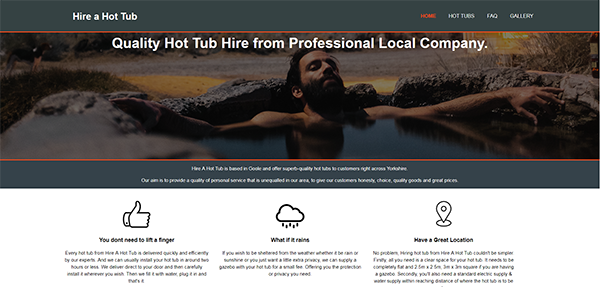 Hire a Hot Tub
HOME HOT TUBS FAQ GALLERY
Quality Hot Tub Hire from Professional Local Company.
Hire A Hot Tub is based in Goole and offer superb-quality hot tubs to customers right across Yorkshire.
Our aim is to provide a quality of personal service that is unequalled in our area, to give our customers honesty, choice, quality goods and great prices.
You dont need to lift a finger
Every hot tub from Hire A Hot Tub is delivered quickly and efficiently
by our experts. And we can usually install your hot tub in around two
hours or less. We deliver direct to your door and then carefully
install it wherever you wish. Then we fill it with water, plug it in and
that's it
What if it rains
If you wish to be sheltered from the weather whether it be rain or
sunshine or you just want a little extra privacy, we can supply a
gazebo with your hot tub for a small fee. Offering you the protection
or privacy you need.
Have a Great Location
No problem, Hiring hot tub from Hire A Hot Tub couldn't be simpler.
Firstly, all you need is a clear space for your hot tub. It needs to be
completely flat and 2.5m x 2.5m, 3m x 3m square if you are having
a gazebo. Secondly, you'll also need a standard electric supply &
water supply within reaching distance of where the hot tub is to be